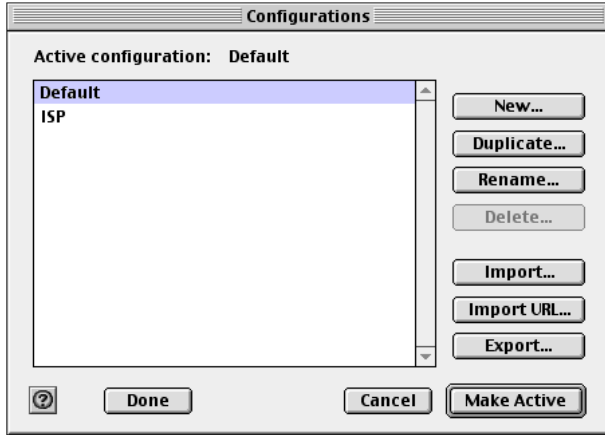 Configurations
Active configuration: Default
Default
ISP
New...
Duplicate...
Rename...
Delete...
Import...
Import URL...
Export...
?
Done
Cancel
Make Active